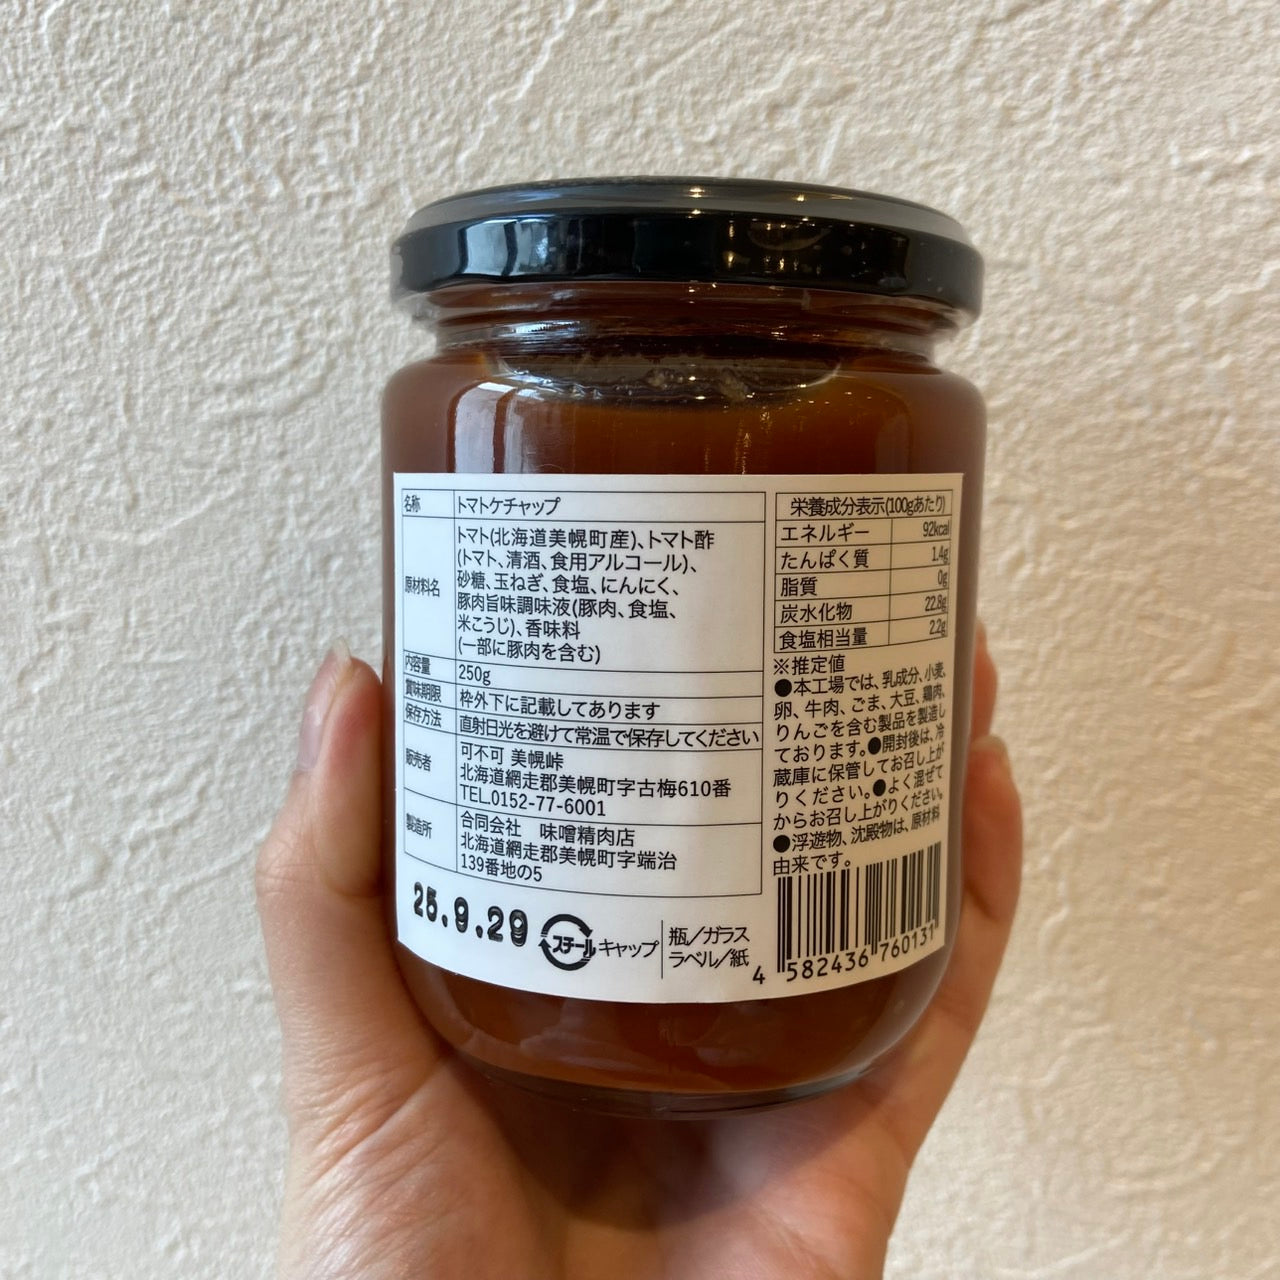 名称 トマトケチャップ
原材料名
トマト(北海道美幌町産)、トマト酢
(トマト、清酒、食用アルコール)、
砂糖、玉ねぎ、食塩、にんにく、
豚肉旨味調味液(豚肉、食塩、
米こうじ)、香味料
(一部に豚肉を含む)
内容量 250g
賞味期限 枠外下に記載してあります
保存方法 直射日光を避けて常温で保存してください
販売者
可不可 美幌峠
北海道網走郡美幌町字古梅610番
TEL.0152-77-6001
製造所
合同会社 味噌精肉店
北海道網走郡美幌町字端治
139番地の5
25.9.29
スチール キャップ
瓶/ガラス
ラベル/紙
栄養成分表示(100gあたり)
エネルギー 92kcal
たんぱく質 1.4g
脂質 0g
炭水化物 22.8g
食塩相当量 2.2g
※推定値
●本工場では、乳成分、小麦、
卵、牛肉、ごま、大豆、鶏肉、
りんごを含む製品を製造し
ております。●開封後は、冷
蔵庫に保管してお召し上が
りください。●よく混ぜて
からお召し上がりください。
●浮遊物、沈殿物は、原材料
由来です。
4 582436 760131